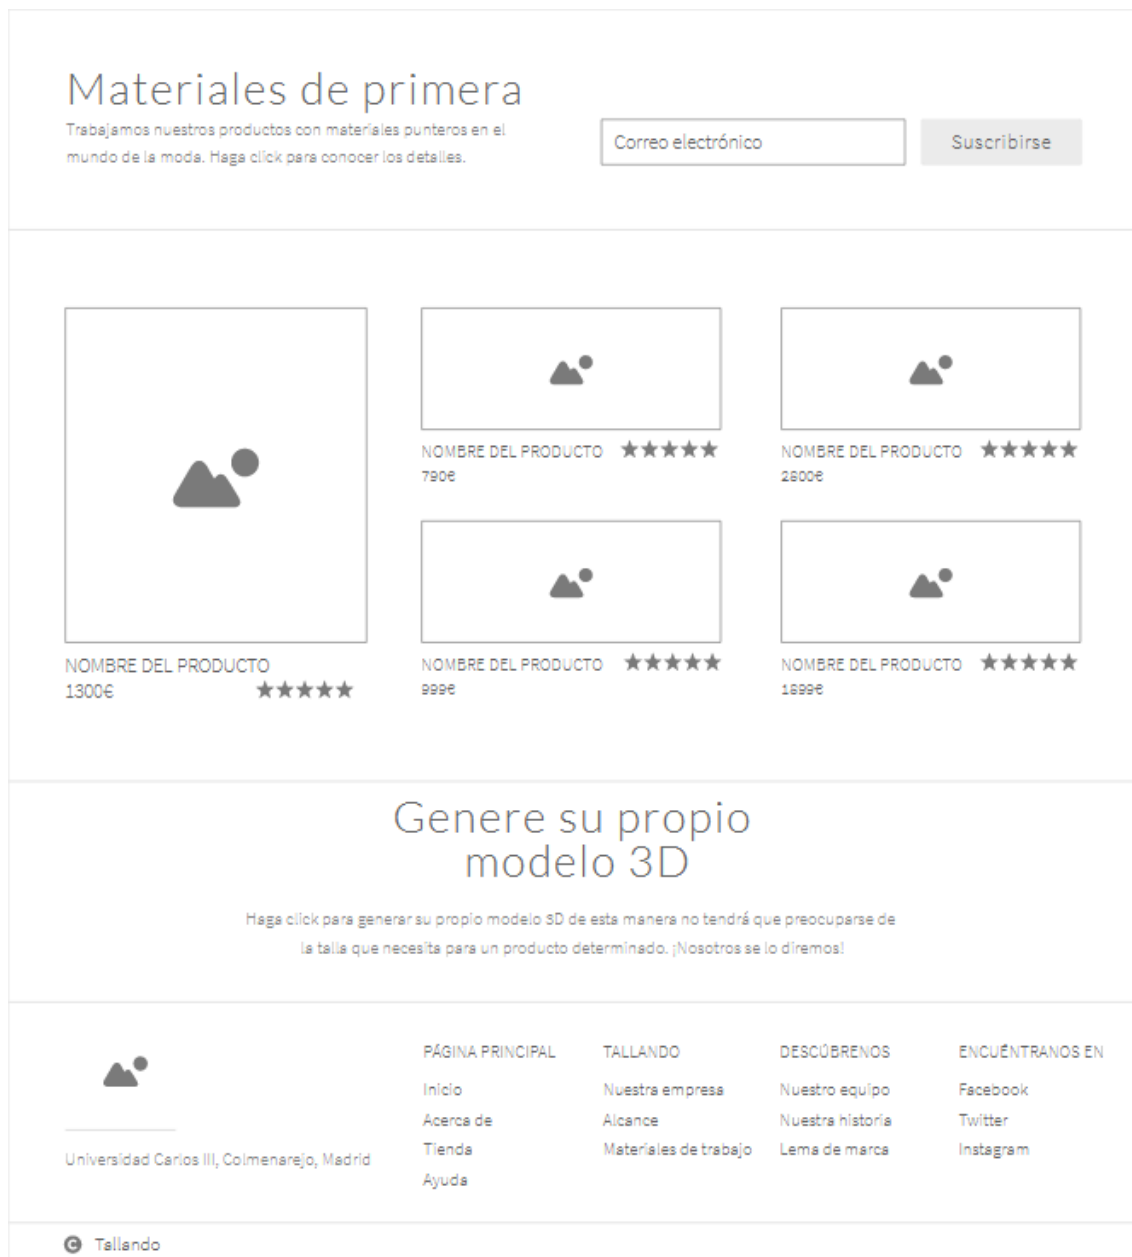 Materiales de primera
Trabajamos nuestros productos con materiales punteros en el
mundo de la moda. Haga click para conocer los detalles.
Correo electrónico
Suscribirse
NOMBRE DEL PRODUCTO
1300€
NOMBRE DEL PRODUCTO
790€
NOMBRE DEL PRODUCTO
2800€
NOMBRE DEL PRODUCTO
999€
NOMBRE DEL PRODUCTO
1899€
Genere su propio
modelo 3D
Haga click para generar su propio modelo 3D de esta manera no tendrá que preocuparse de
la talla que necesita para un producto determinado. ¡Nosotros se lo diremos!
Universidad Carlos III, Colmenarejo, Madrid
PÁGINA PRINCIPAL
Inicio
Acerca de
Tienda
Ayuda
TALLANDO
Nuestra empresa
Alcance
Materiales de trabajo
DESCÚBRENOS
Nuestro equipo
Nuestra historia
Lema de marca
ENCUÉNTRANOS EN
Facebook
Twitter
Instagram
© Tallando